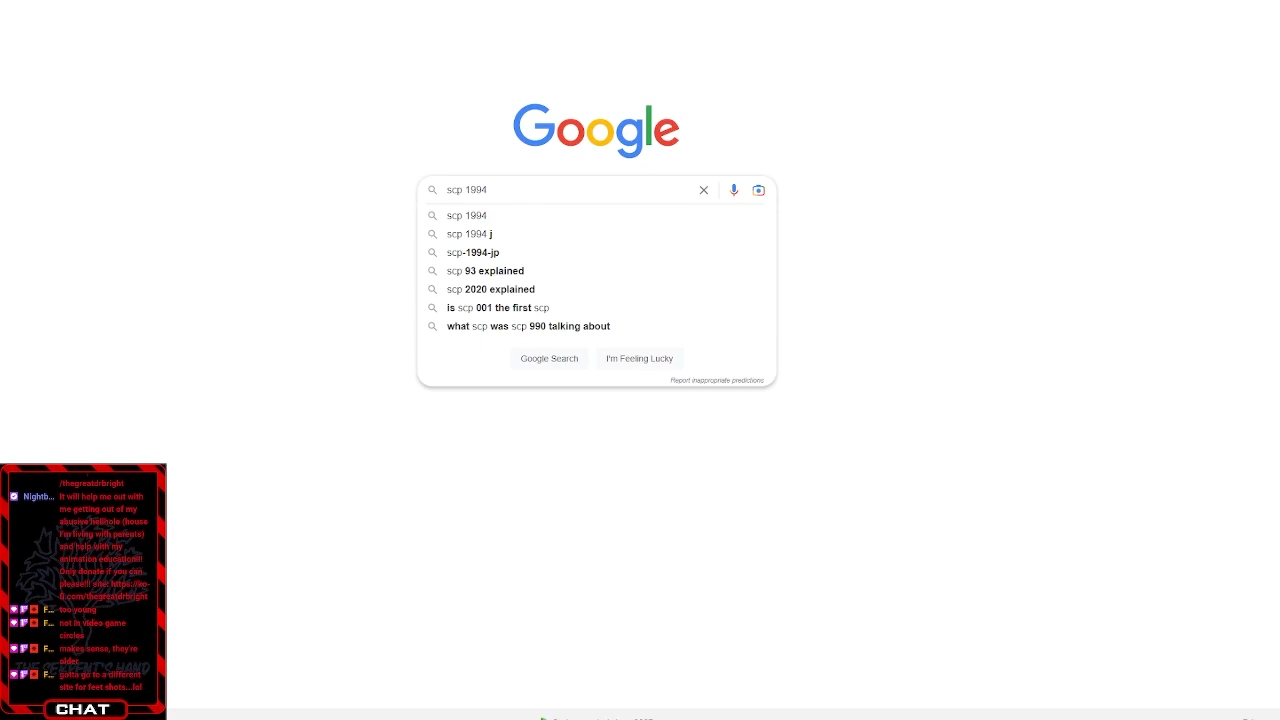 Google
scp 1994
scp 1994
scp 1994 j
scp-1994-jp
scp 93 explained
scp 2020 explained
is scp 001 the first scp
what scp was scp 990 talking about
Google Search
I'm Feeling Lucky
Report inappropriate predictions
/thegreatdrbright
Nightb... It will help me out with
me getting out of my
abusive hellhole (house
I'm living with parents)
and help with my
animation education!!!
Only donate if you can
please!!! site: https://ko-
fi.com/thegreatdrbright
F... too young
F... not in video game
circles
F... makes sense, they're
older
F... gotta go to a different
site for feet shots...lol
THE SERPENT'S HAND
CHAT